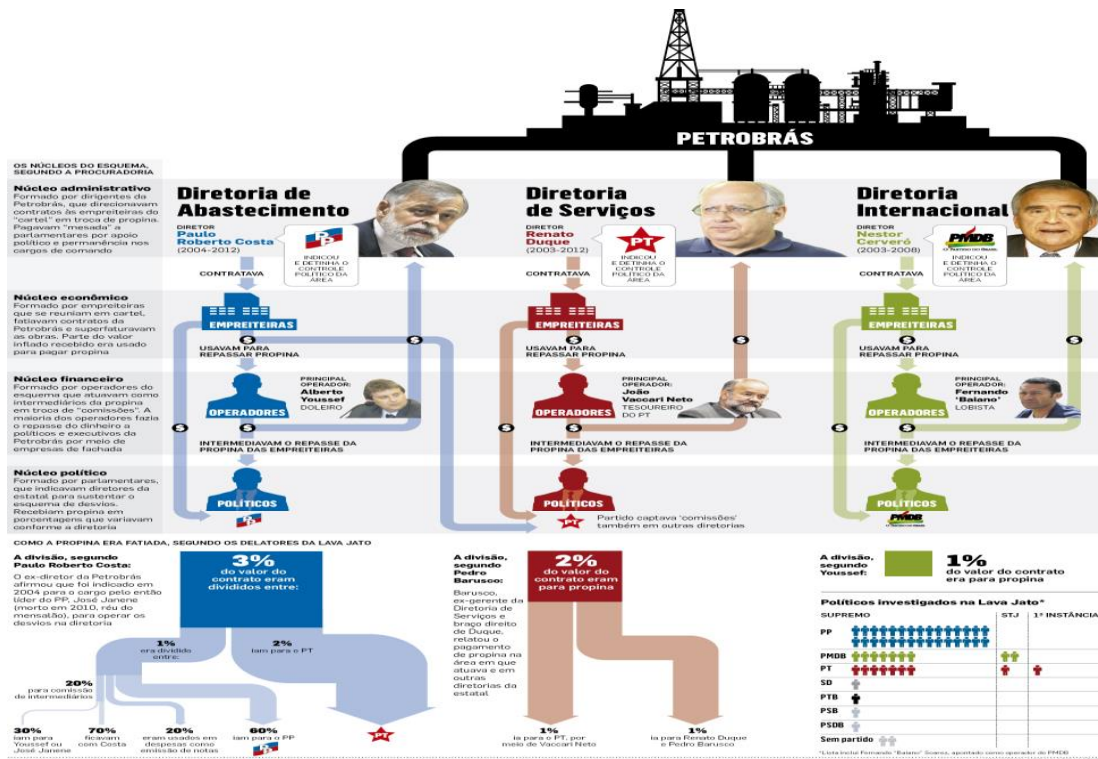 PETROBRÁS
OS NÚCLEOS DO ESQUEMA,
SEGUNDO A PROCURADORIA
Núcleo administrativo
Formado por dirigentes da
Petrobrás, que direcionavam
contratos às empreiteiras do
"cartel" em troca de propina.
Pagavam "mesada" a
parlamentares por apoio
político e permanência nos
cargos de comando
Diretoria de
Abastecimento
DIRETOR
Paulo
Roberto Costa
(2004-2012)
PP
INDICOU
E DETINHA O
CONTROLE
POLÍTICO DA
ÁREA
CONTRATAVA
Diretoria
de Serviços
DIRETOR
Renato
Duque
(2003-2012)
PT
INDICOU
E DETINHA O
CONTROLE
POLÍTICO DA
ÁREA
CONTRATAVA
Diretoria
Internacional
DIRETOR
Nestor
Cerveró
(2003-2008)
PMDB
O PARTIDO DO BRASIL
INDICOU
E DETINHA O
CONTROLE
POLÍTICO DA
ÁREA
CONTRATAVA
Núcleo econômico
Formado por empreiteiras
que se reuniam em cartel,
fatiavam contratos da
Petrobrás e superfaturavam
as obras. Parte do valor
inflado recebido era usado
para pagar propina
EMPREITEIRAS
$
USAVAM PARA
REPASSAR PROPINA
$
EMPREITEIRAS
$
USAVAM PARA
REPASSAR PROPINA
$
EMPREITEIRAS
$
USAVAM PARA
REPASSAR PROPINA
$
Núcleo financeiro
Formado por operadores do
esquema que atuavam como
intermediários da propina
em troca de "comissões". A
maioria dos operadores fazia
o repasse do dinheiro a
políticos e executivos da
Petrobrás por meio de
empresas de fachada
OPERADORES
PRINCIPAL
OPERADOR:
Alberto
Youssef
DOLEIRO
$
$
INTERMEDIAVAM O REPASSE DA
PROPINA DAS EMPREITEIRAS
OPERADORES
PRINCIPAL
OPERADOR:
João
Vaccari Neto
TESOUREIRO
DO PT
$
$
INTERMEDIAVAM O REPASSE DA
PROPINA DAS EMPREITEIRAS
OPERADORES
PRINCIPAL
OPERADOR:
Fernando
'Baiano'
LOBISTA
$
$
INTERMEDIAVAM O REPASSE DA
PROPINA DAS EMPREITEIRAS
Núcleo político
Formado por parlamentares,
que indicavam diretores da
estatal para sustentar o
esquema de desvios.
Recebiam propina em
porcentagens que variavam
conforme a diretoria
POLÍTICOS
PP
POLÍTICOS
PT
Partido captava 'comissões'
também em outras diretorias
POLÍTICOS
PMDB
COMO A PROPINA ERA FATIADA, SEGUNDO OS DELATORES DA LAVA JATO
A divisão, segundo
Paulo Roberto Costa:
O ex-diretor da Petrobrás
afirmou que foi indicado em
2004 para o cargo pelo então
líder do PP, José Janene
(morto em 2010, réu do
mensalão), para operar os
desvios na diretoria
3%
do valor do
contrato eram
divididos entre:
1%
era dividido
entre:
2%
iam para o PT
20%
para comissão
de intermediários
30%
iam para
Youssef ou
José Janene
70%
ficavam
com Costa
20%
eram usados em
despesas como
emissão de notas
60%
iam para o PP
PP
PT
A divisão,
segundo
Pedro
Barusco:
Barusco,
ex-gerente da
Diretoria de
Serviços e
braço direito
de Duque,
relatou o
pagamento
de propina na
área em que
atuava e em
outras
diretorias da
estatal
2%
do valor do
contrato eram
para propina
1%
ia para o PT, por
meio de Vaccari Neto
1%
ia para Renato Duque
e Pedro Barusco
A divisão,
segundo
Youssef:
1%
do valor do contrato
era para propina
Políticos investigados na Lava Jato*
SUPREMO STJ 1ª INSTÂNCIA
PP
PMDB
PT
SD
PTB
PSB
PSDB
Sem partido
*Lista inclui Fernando "Baiano" Soares, apontado como operador do PMDB